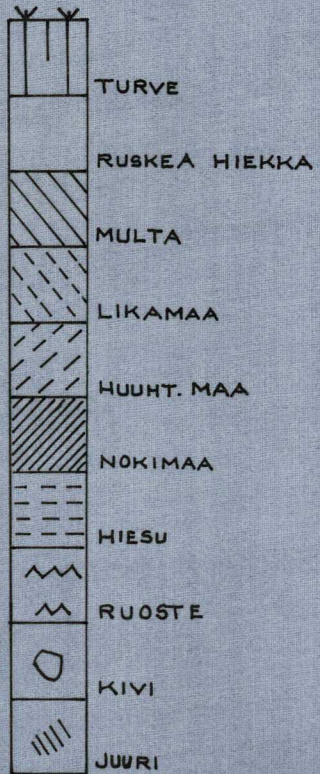 TURVE
RUSKEA HIEKKA
MULTA
LIKAMAA
HUUHT. MAA
NOKIMAA
HIESU
RUOSTE
KIVI
JUURI